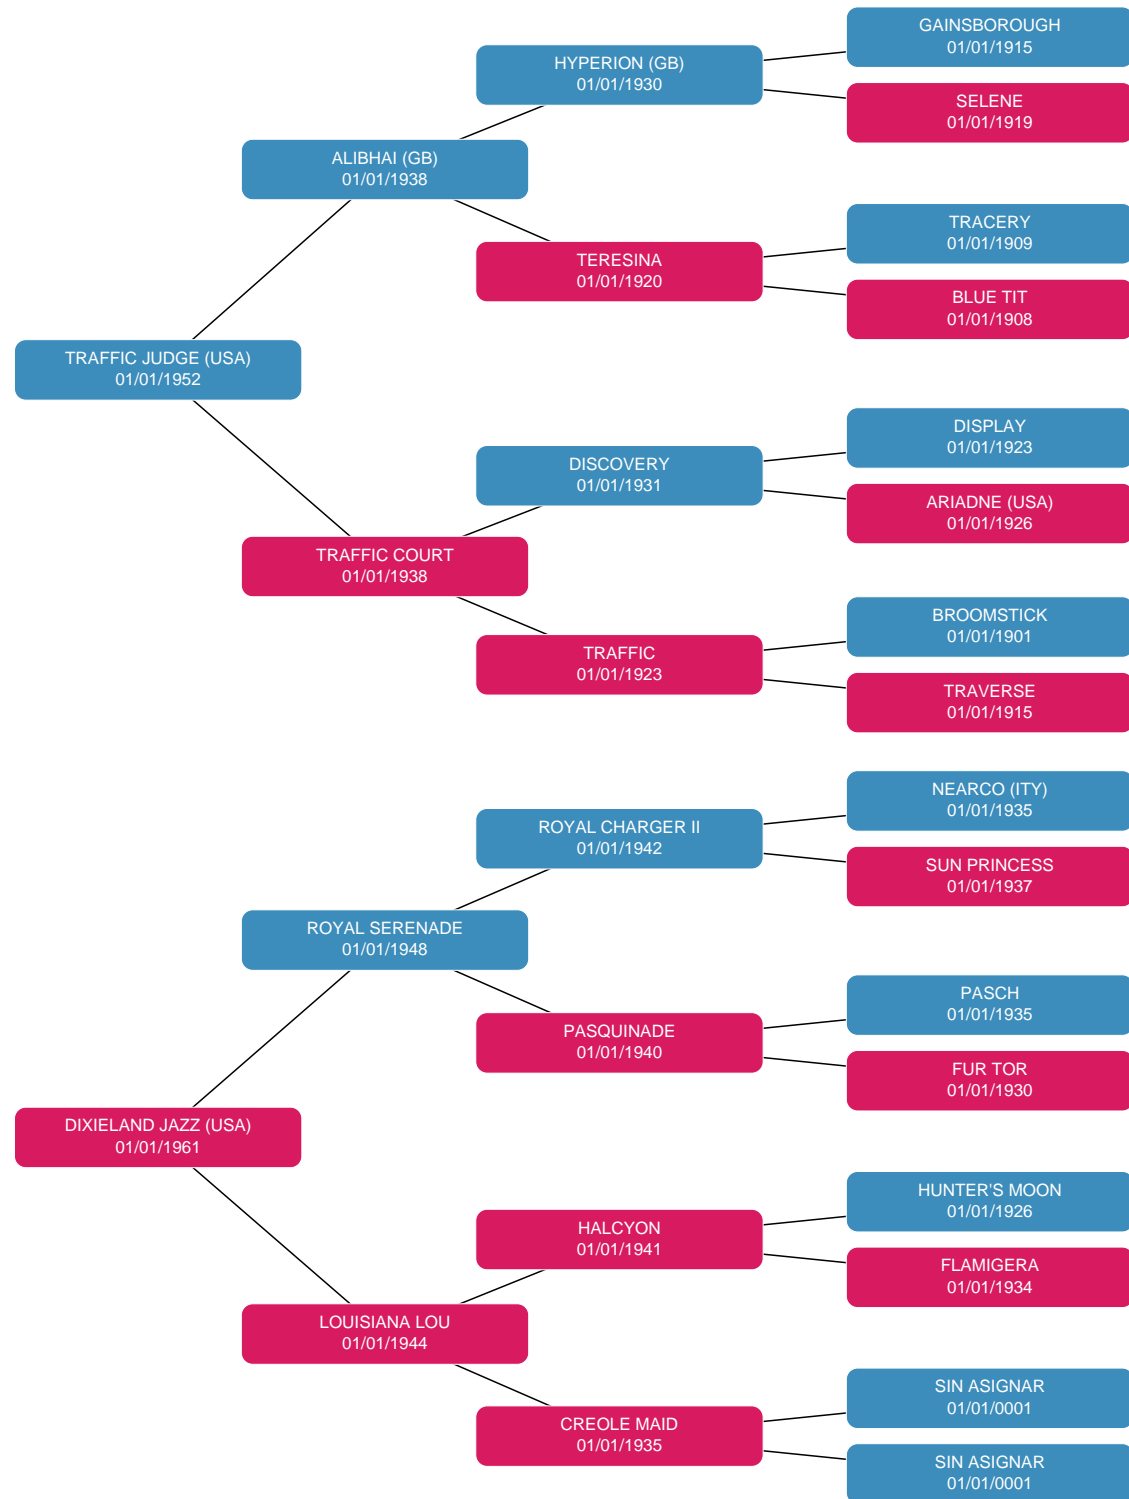 GAINSBOROUGH
01/01/1915
HYPERION (GB)
01/01/1930
SELENE
01/01/1919
ALIBHAI (GB)
01/01/1938
TRACERY
01/01/1909
TERESINA
01/01/1920
BLUE TIT
01/01/1908
TRAFFIC JUDGE (USA)
01/01/1952
DISPLAY
01/01/1923
DISCOVERY
01/01/1931
ARIADNE (USA)
01/01/1926
TRAFFIC COURT
01/01/1938
BROOMSTICK
01/01/1901
TRAFFIC
01/01/1923
TRAVERSE
01/01/1915
NEARCO (ITY)
01/01/1935
ROYAL CHARGER II
01/01/1942
SUN PRINCESS
01/01/1937
ROYAL SERENADE
01/01/1948
PASCH
01/01/1935
PASQUINADE
01/01/1940
FUR TOR
01/01/1930
DIXIELAND JAZZ (USA)
01/01/1961
HUNTER'S MOON
01/01/1926
HALCYON
01/01/1941
FLAMIGERA
01/01/1934
LOUISIANA LOU
01/01/1944
SIN ASIGNAR
01/01/0001
CREOLE MAID
01/01/1935
SIN ASIGNAR
01/01/0001